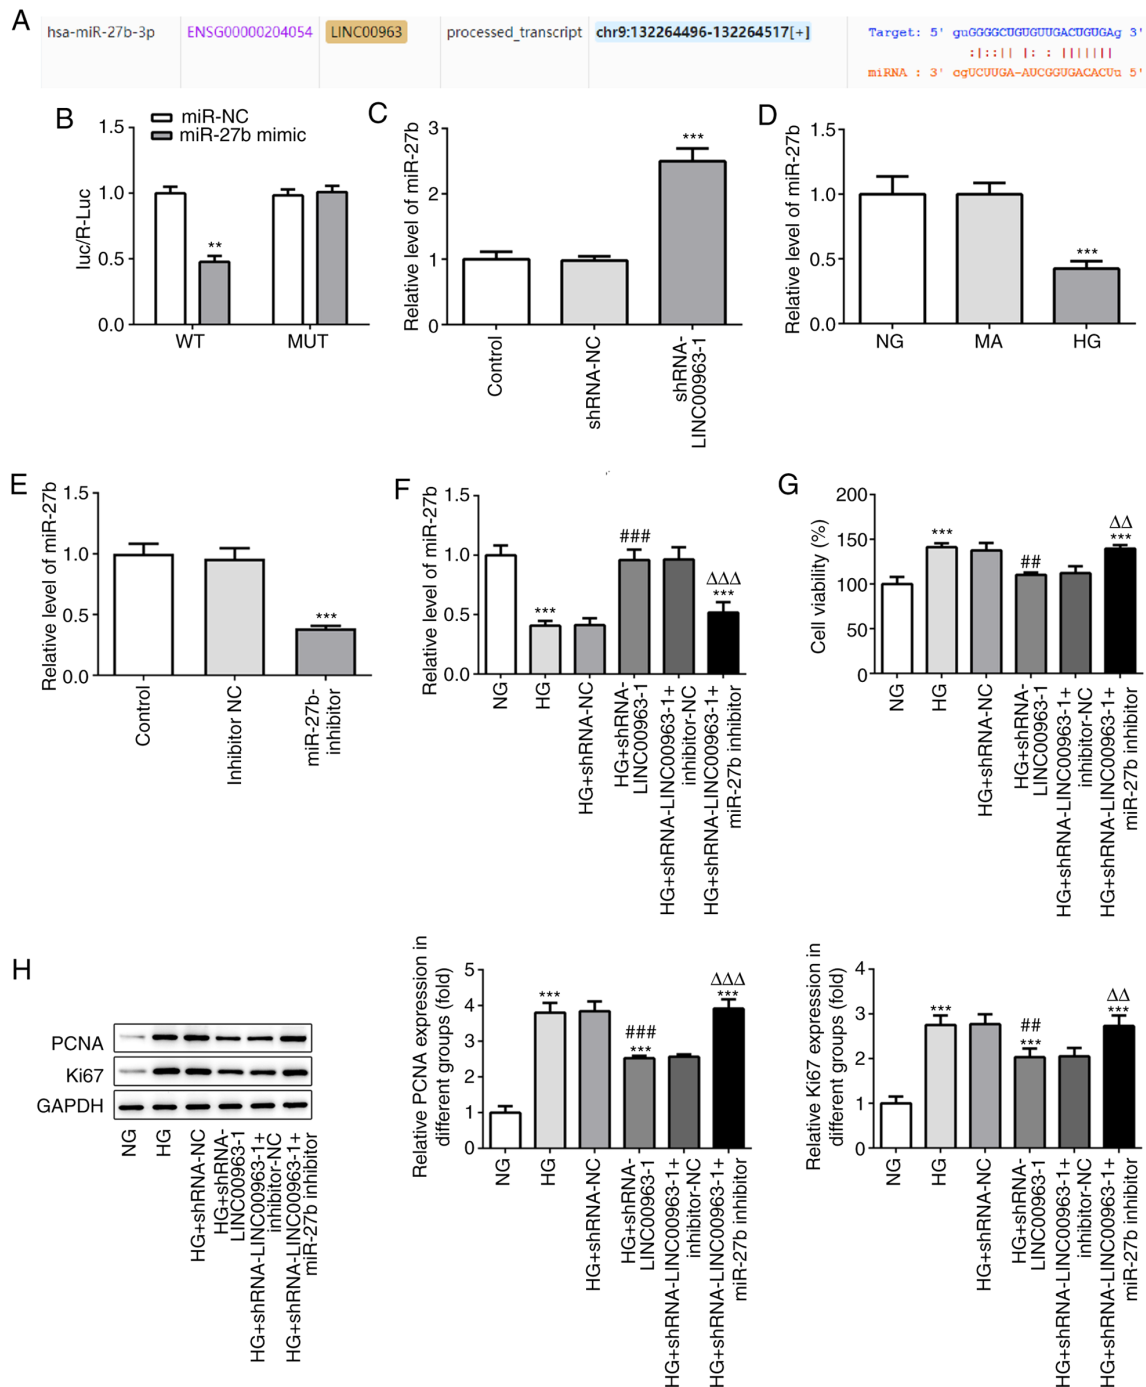 A
hsa-miR-27b-3p ENSG00000204054 LINC00963 processed_transcript chr9:132264496-132264517[+]
Target: 5' guGGGGCUGUGUUGACUGUGAg 3'
miRNA : 3' cgUCUUGA-AUCGGUGACACUu 5'
B
miR-NC
miR-27b mimic
luc/R-Luc
1.5
1.0
0.5
0.0
**
WT MUT
C
Relative level of miR-27b
3
2
1
0
***
Control
shRNA-NC
shRNA-
LINC00963-1
D
Relative level of miR-27b
1.5
1.0
0.5
0.0
***
NG MA HG
E
Relative level of miR-27b
1.5
1.0
0.5
0.0
***
Control
Inhibitor NC
miR-27b-
inhibitor
F
Relative level of miR-27b
1.5
1.0
0.5
0.0
***
###
ΔΔΔ
***
NG
HG
HG+shRNA-NC
HG+shRNA-
LINC00963-1
HG+shRNA-LINC00963-1+
inhibitor-NC
HG+shRNA-LINC00963-1+
miR-27b inhibitor
G
Cell viability (%)
200
150
100
50
0
***
##
ΔΔ
***
NG
HG
HG+shRNA-NC
HG+shRNA-
LINC00963-1
HG+shRNA-LINC00963-1+
inhibitor-NC
HG+shRNA-LINC00963-1+
miR-27b inhibitor
H
PCNA
Ki67
GAPDH
NG
HG
HG+shRNA-NC
HG+shRNA-
LINC00963-1
HG+shRNA-LINC00963-1+
inhibitor-NC
HG+shRNA-LINC00963-1+
miR-27b inhibitor
Relative PCNA expression in
different groups (fold)
5
4
3
2
1
0
***
###
***
ΔΔΔ
***
NG
HG
HG+shRNA-NC
HG+shRNA-
LINC00963-1
HG+shRNA-LINC00963-1+
inhibitor-NC
HG+shRNA-LINC00963-1+
miR-27b inhibitor
Relative Ki67 expression in
different groups (fold)
4
3
2
1
0
***
##
***
ΔΔ
***
NG
HG
HG+shRNA-NC
HG+shRNA-
LINC00963-1
HG+shRNA-LINC00963-1+
inhibitor-NC
HG+shRNA-LINC00963-1+
miR-27b inhibitor